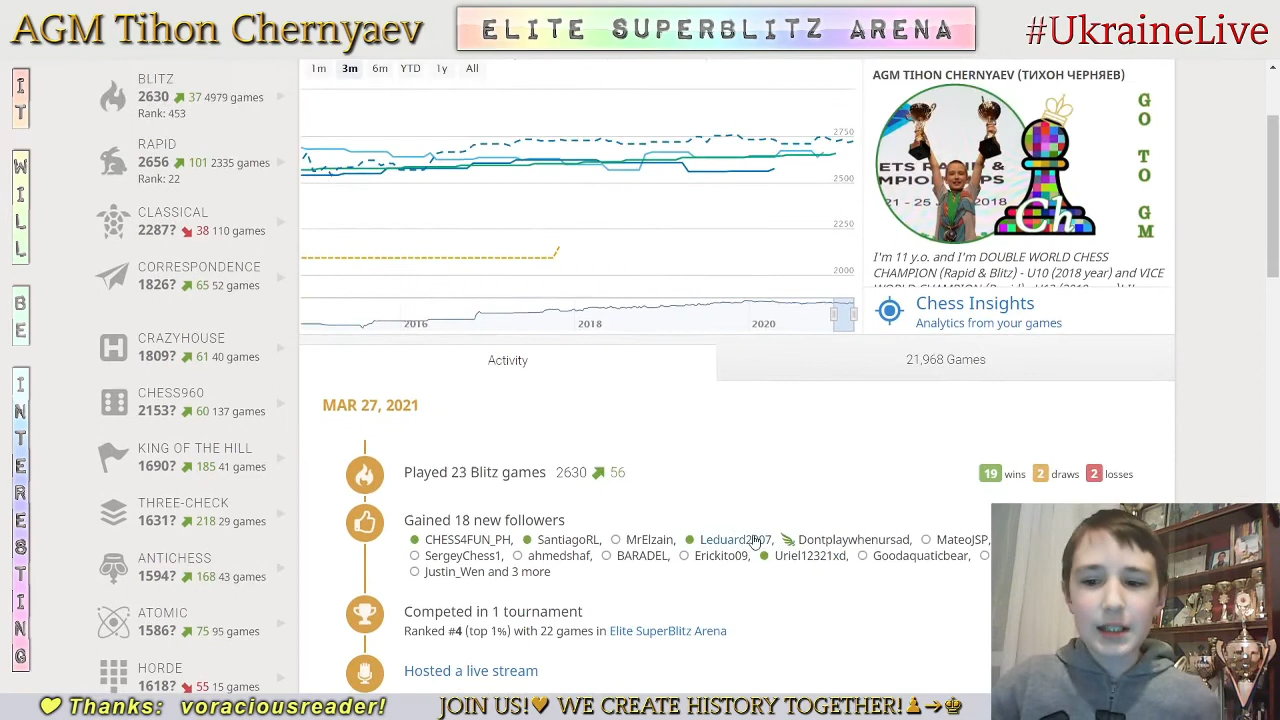 AGM Tihon Chernyaev
ELITE SUPERBLITZ ARENA
#UkraineLive
IT
WILL
BE
INTERESTING
BLITZ
2630 37 4979 games
Rank: 453
RAPID
2656 101 2335 games
Rank: 22
CLASSICAL
2287? 38 110 games
CORRESPONDENCE
1826? 65 52 games
CRAZYHOUSE
1809? 61 40 games
CHESS960
2153? 60 137 games
KING OF THE HILL
1690? 185 41 games
THREE-CHECK
1631? 218 29 games
ANTICHESS
1594? 168 43 games
ATOMIC
1586? 75 95 games
HORDE
1618? 55 15 games
1m 3m 6m YTD 1y All
2750
2500
2250
2000
2016 2018 2020
AGM TIHON CHERNYAEV (ТИХОН ЧЕРНЯЕВ)
21 - 25 2018
Ch
GO
TO
GM
I'm 11 y.o. and I'm DOUBLE WORLD CHESS
CHAMPION (Rapid & Blitz) - U10 (2018 year) and VICE
Chess Insights
Analytics from your games
Activity
21,968 Games
MAR 27, 2021
Played 23 Blitz games 2630 56
19 wins 2 draws 2 losses
Gained 18 new followers
CHESS4FUN_PH, SantiagoRL, MrElzain, Dontplaywhenursad, MateoJSP,
SergeyChess1, ahmedshaf, BARADEL, Erickito09, Uriel2321xd, Goodaquaticbear,
Justin_Wen and 3 more
Competed in 1 tournament
Ranked #4 (top 1%) with 22 games in Elite SuperBlitz Arena
Hosted a live stream
Thanks: voraciousreader!
JOIN US! WE CREATE HISTORY TOGETHER!